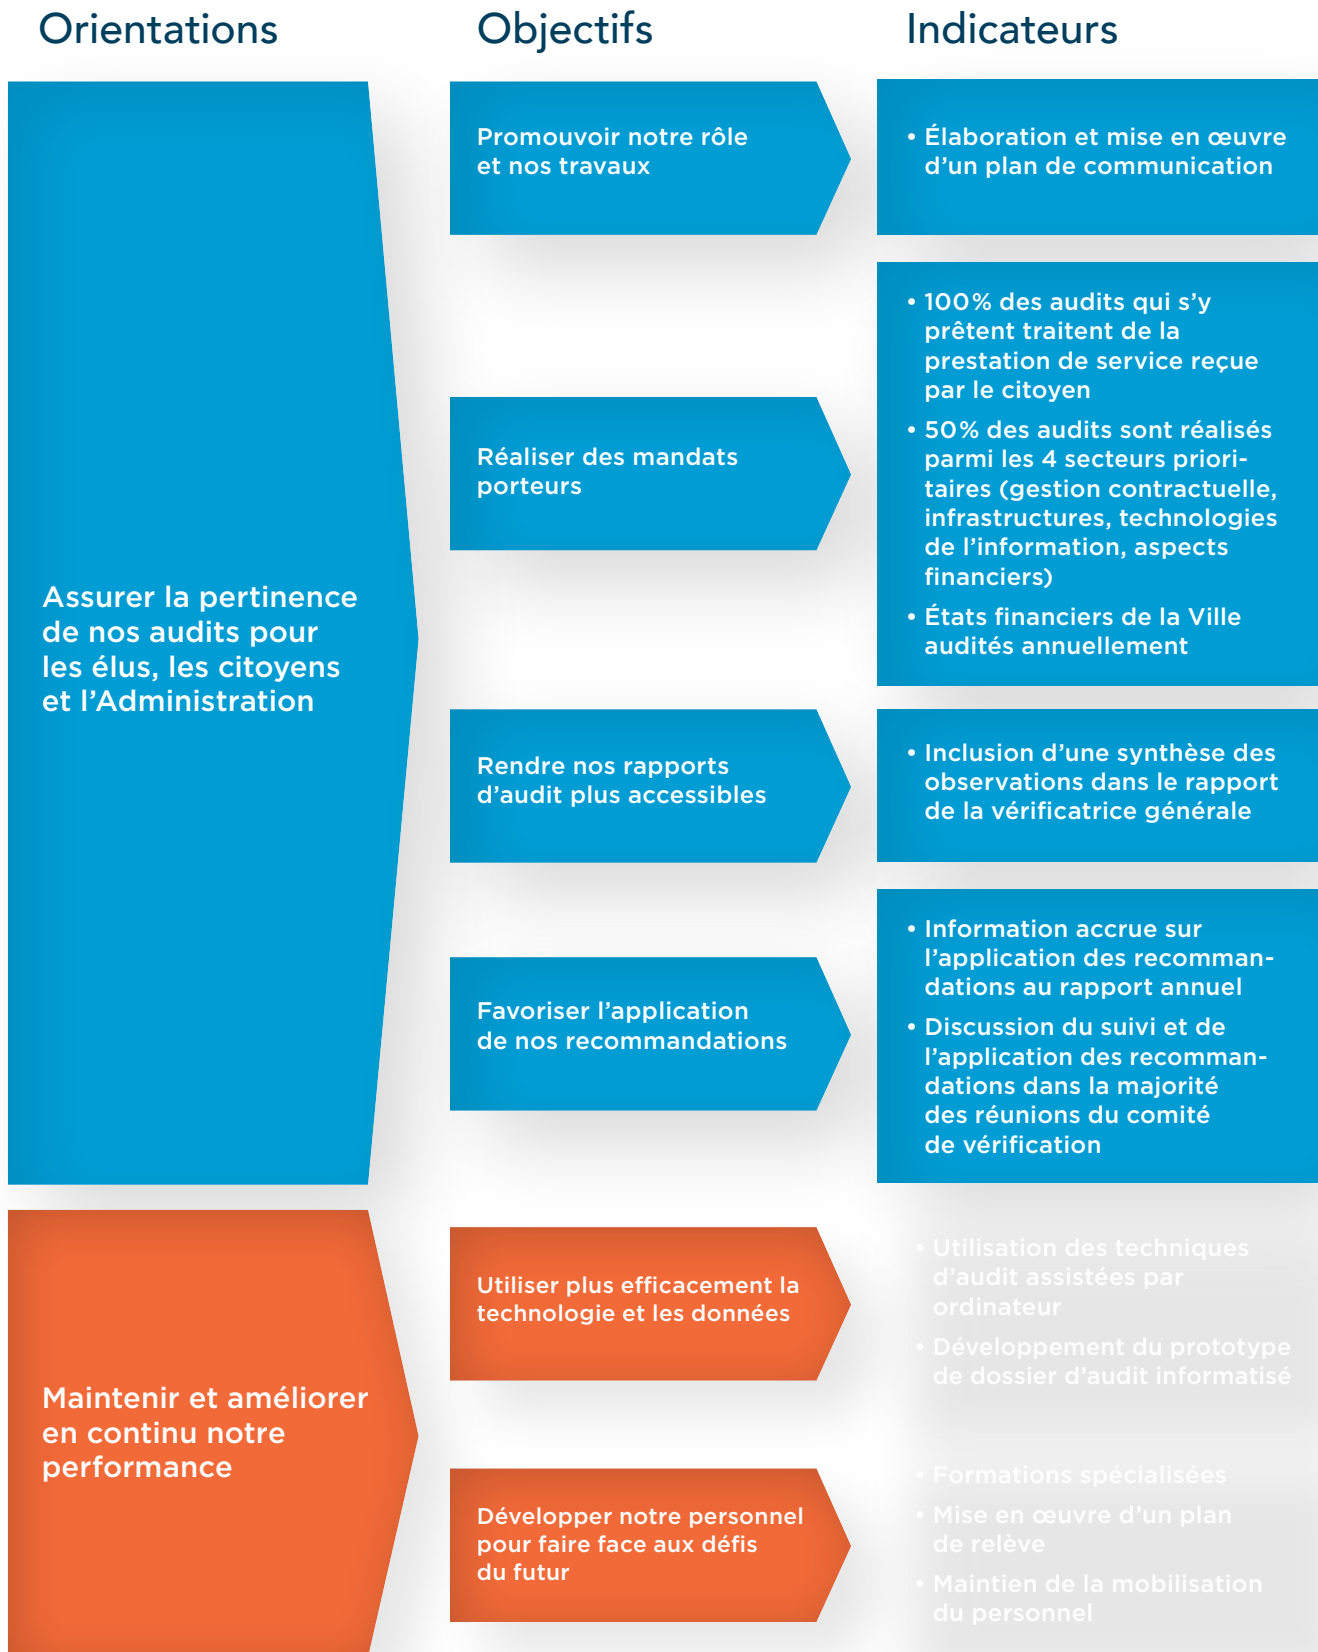 Orientations
Objectifs
Indicateurs
Assurer la pertinence
de nos audits pour
les élus, les citoyens
et l’Administration
Promouvoir notre rôle
et nos travaux
• Élaboration et mise en œuvre
d’un plan de communication
Réaliser des mandats
porteurs
• 100% des audits qui s’y
prêtent traitent de la
prestation de service reçue
par le citoyen
• 50% des audits sont réalisés
parmi les 4 secteurs priori-
taires (gestion contractuelle,
infrastructures, technologies
de l’information, aspects
financiers)
• États financiers de la Ville
audités annuellement
Rendre nos rapports
d’audit plus accessibles
• Inclusion d’une synthèse des
observations dans le rapport
de la vérificatrice générale
Favoriser l’application
de nos recommandations
• Information accrue sur
l’application des recomman-
dations au rapport annuel
• Discussion du suivi et de
l’application des recomman-
dations dans la majorité
des réunions du comité
de vérification
Maintenir et améliorer
en continu notre
performance
Utiliser plus efficacement la
technologie et les données
• Utilisation des techniques
d’audit assistées par
ordinateur
• Développement du prototype
de dossier d’audit informatisé
Développer notre personnel
pour faire face aux défis
du futur
• Formations spécialisées
• Mise en œuvre d’un plan
de relève
• Maintien de la mobilisation
du personnel